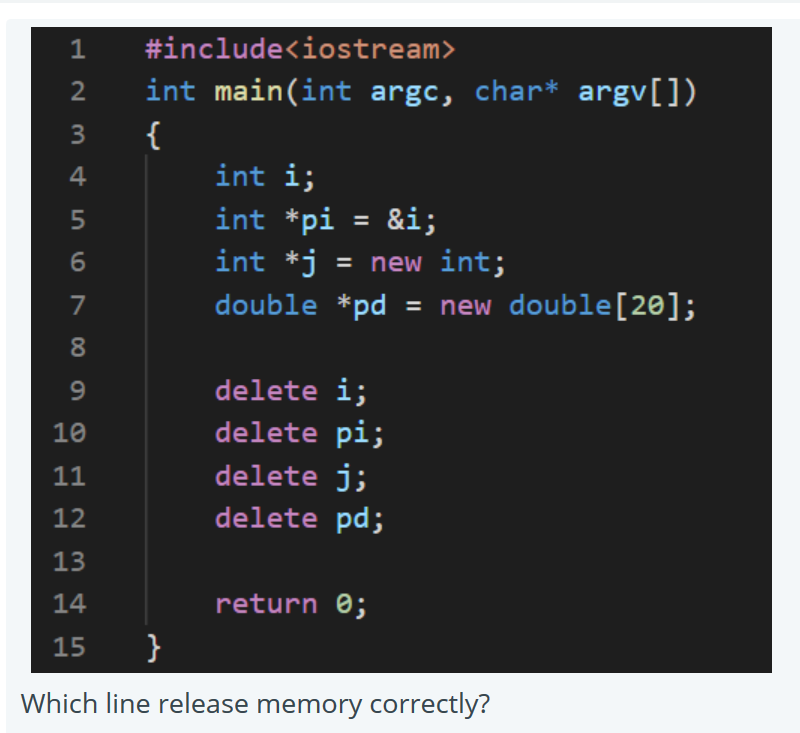 1 #include<iostream>
2 int main(int argc, char* argv[])
3 {
4 int i;
5 int *pi = &i;
6 int *j = new int;
7 double *pd = new double[20];
8
9 delete i;
10 delete pi;
11 delete j;
12 delete pd;
13
14 return 0;
15 }
Which line release memory correctly?